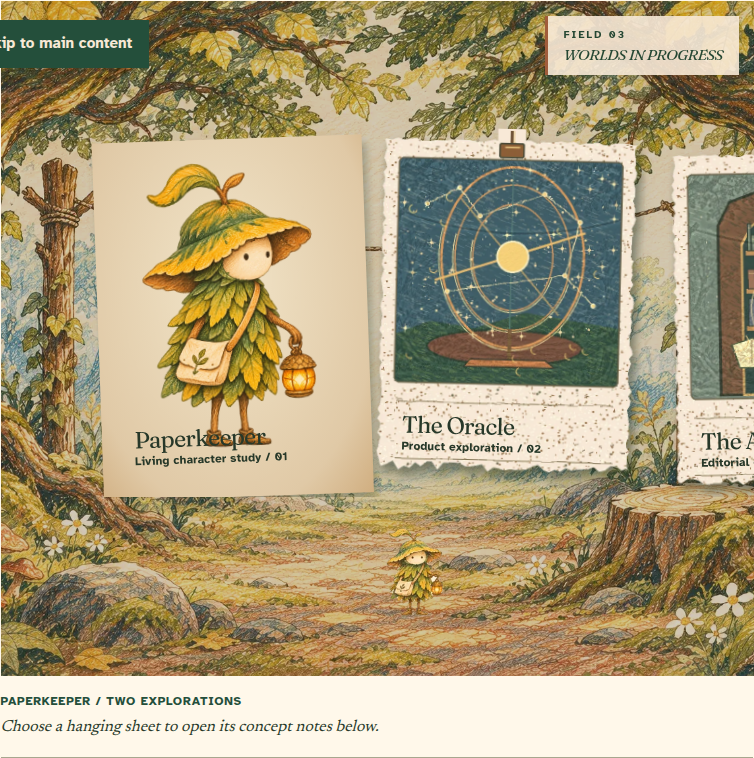 ip to main content
FIELD 03
WORLDS IN PROGRESS
Paperkeeper
Living character study / 01
The Oracle
Product exploration / 02
The A
Editorial
PAPERKEEPER / TWO EXPLORATIONS
Choose a hanging sheet to open its concept notes below.